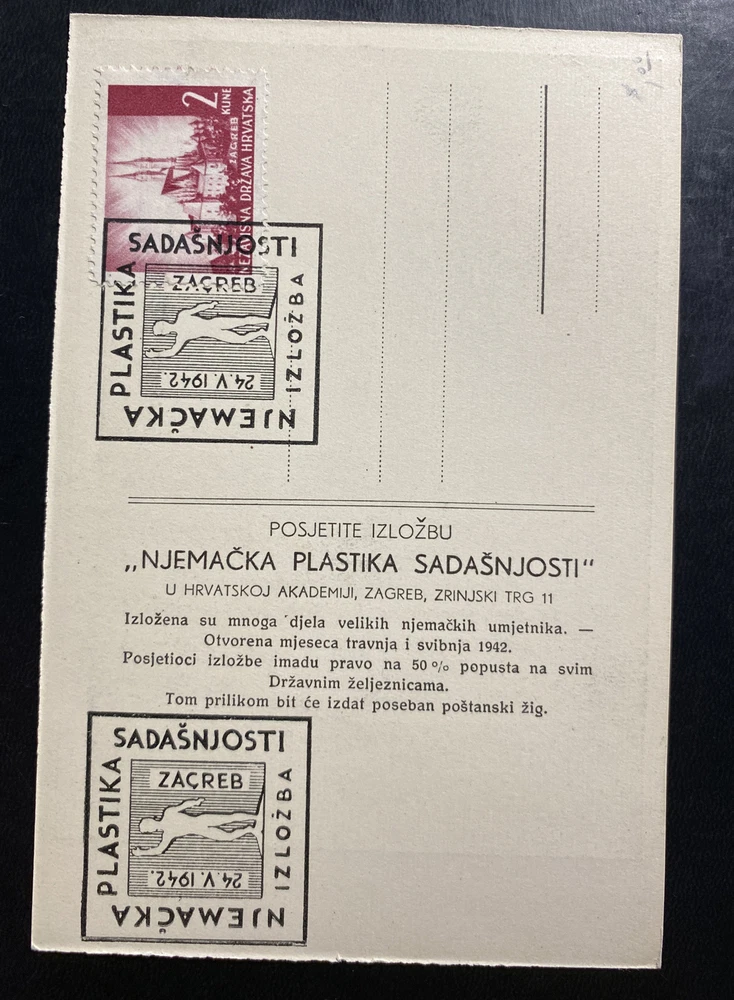 2
KUNE
ZAGREB
NEZAVISNA DRŽAVA HRVATSKA
SADAŠNJOSTI
PLASTIKA
ZAGREB
IZLOŽBA
24.V.1942.
NJEMAČKA
POSJETITE IZLOŽBU
„NJEMAČKA PLASTIKA SADAŠNJOSTI“
U HRVATSKOJ AKADEMIJI, ZAGREB, ZRINJSKI TRG 11
Izložena su mnoga djela velikih njemačkih umjetnika. —
Otvorena mjeseca travnja i svibnja 1942.
Posjetioci izložbe imadu pravo na 50% popusta na svim
Državnim željeznicama.
Tom prilikom bit će izdat poseban poštanski žig.
SADAŠNJOSTI
PLASTIKA
ZAGREB
IZLOŽBA
24.V.1942.
NJEMAČKA